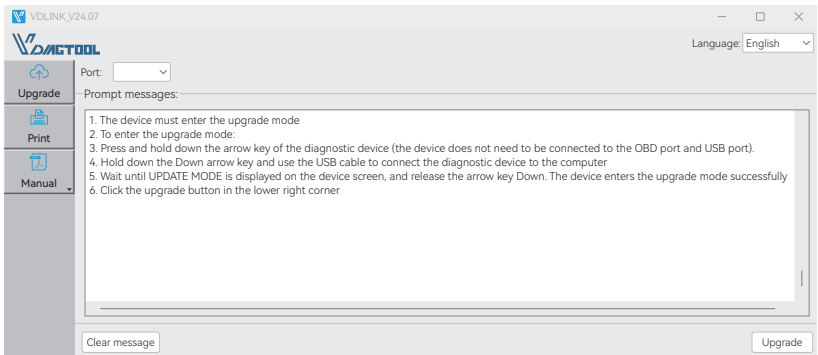 VDLINK_V24.07
VDIAGTOOL
Language: English
Upgrade
Port:
Prompt messages:
Print
Manual
1. The device must enter the upgrade mode
2. To enter the upgrade mode:
3. Press and hold down the arrow key of the diagnostic device (the device does not need to be connected to the OBD port and USB port).
4. Hold down the Down arrow key and use the USB cable to connect the diagnostic device to the computer
5. Wait until UPDATE MODE is displayed on the device screen, and release the arrow key Down. The device enters the upgrade mode successfully
6. Click the upgrade button in the lower right corner
Clear message
Upgrade